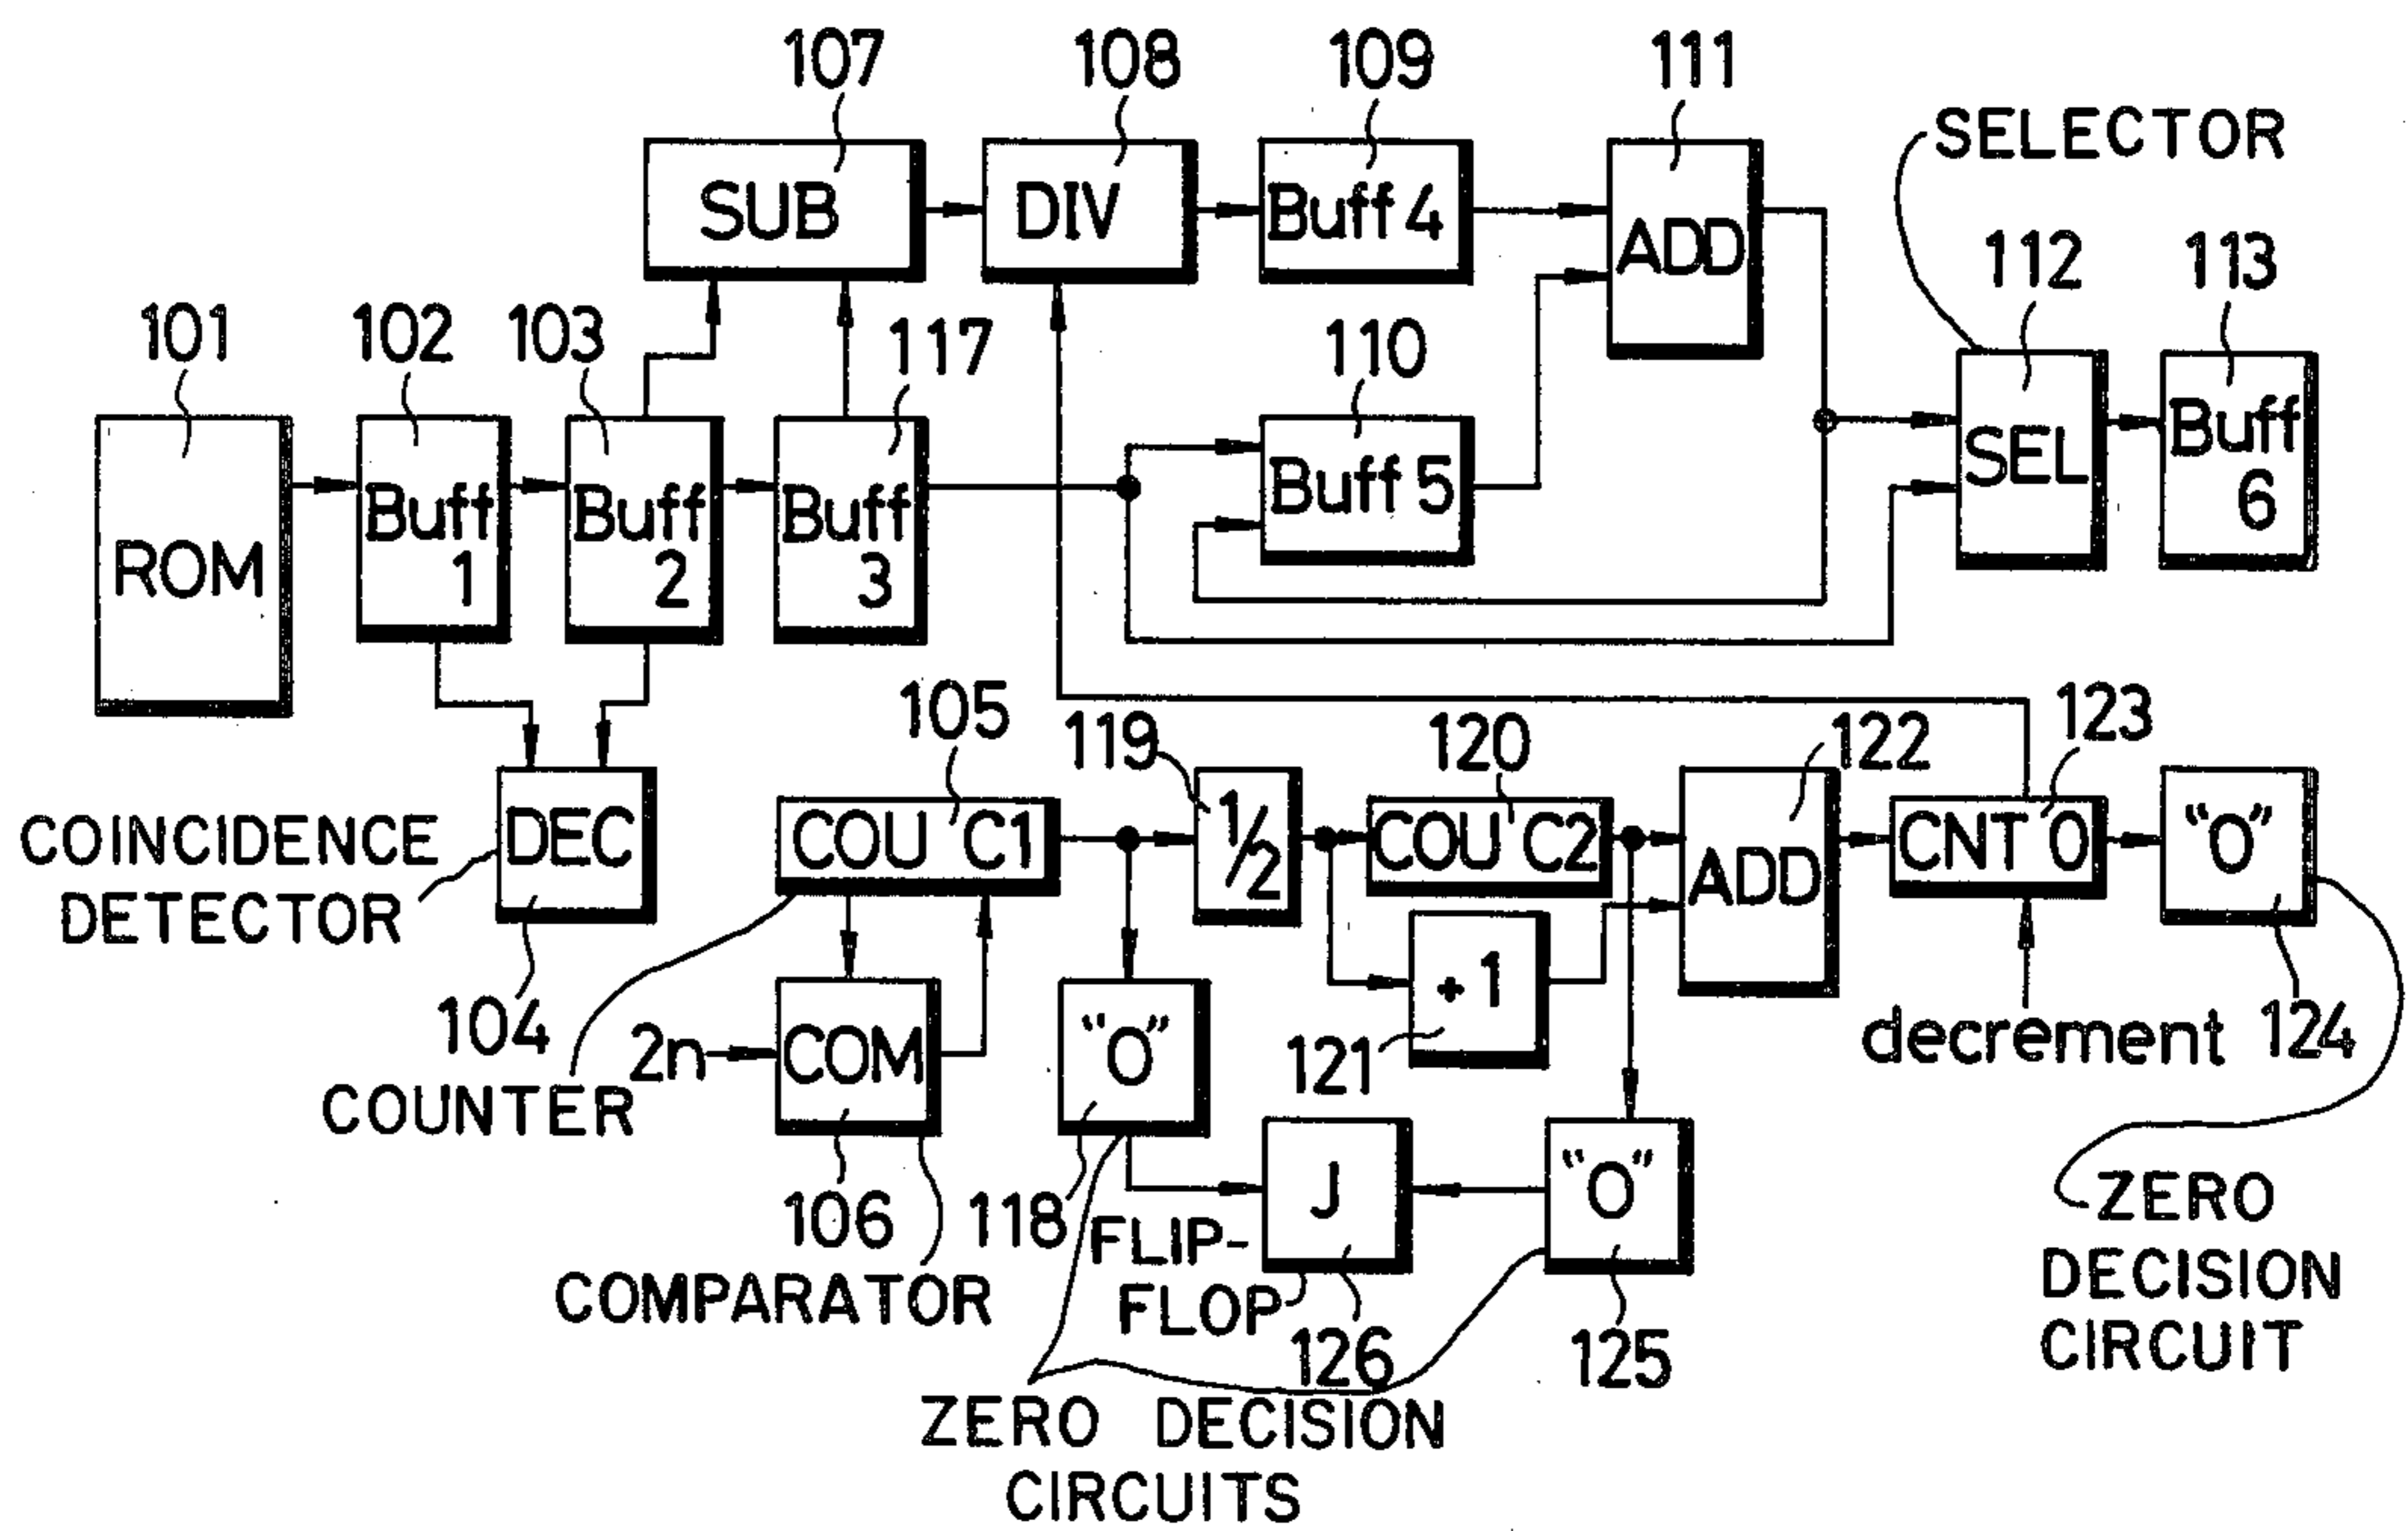 107
108
109
111
SELECTOR
SUB
DIV
Buff 4
ADD
112
113
101
102
103
117
110
ROM
Buff
1
Buff
2
Buff
3
Buff 5
SEL
Buff
6
105
119
120
122
123
COINCIDENCE
DETECTOR
DEC
COU C1
1/2
COU C2
ADD
CNT 0
"0"
104
2n
COM
"0"
+1
121
decrement
124
COUNTER
106
118
FLIP-
FLOP
J
"0"
126
125
COMPARATOR
ZERO
DECISION
CIRCUIT
ZERO DECISION
CIRCUITS